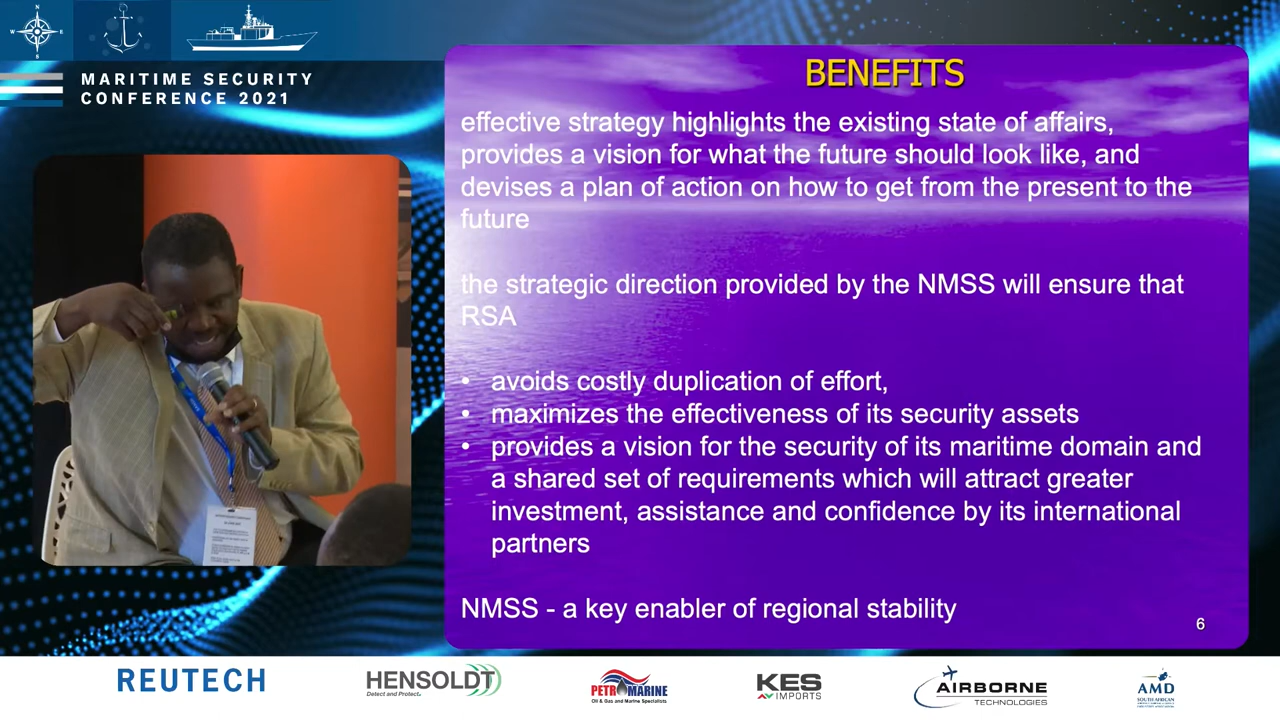 N
W
E
S
MARITIME SECURITY
CONFERENCE 2021
BENEFITS
effective strategy highlights the existing state of affairs,
provides a vision for what the future should look like, and
devises a plan of action on how to get from the present to the
future
the strategic direction provided by the NMSS will ensure that
RSA
• avoids costly duplication of effort,
• maximizes the effectiveness of its security assets
• provides a vision for the security of its maritime domain and
a shared set of requirements which will attract greater
investment, assistance and confidence by its international
partners
NMSS - a key enabler of regional stability
6
REUTECH
HENSOLDT
Detect and Protect.
PETROMARINE
Oil & Gas and Marine Specialists
KES
IMPORTS
AIRBORNE
TECHNOLOGIES
AMD
SOUTH AFRICAN